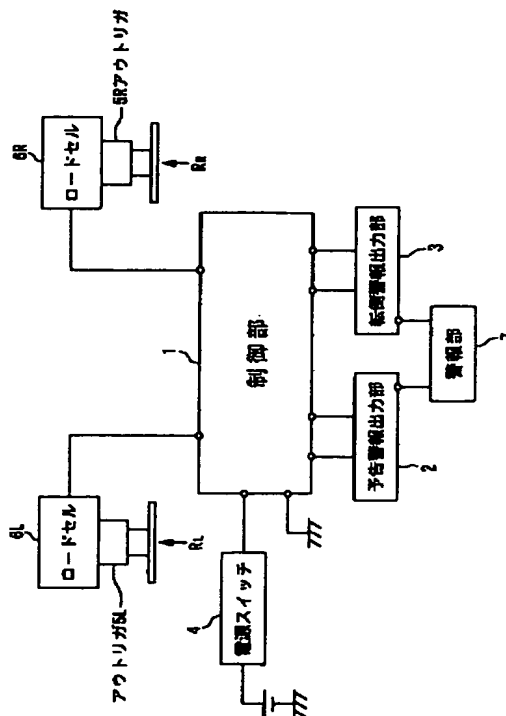 6L
ロードセル
アウトリガ5L
RL
6R
ロードセル
5Rアウトリガ
RR
1
制御部
4
電源スイッチ
予告警報出力部
2
転倒警報出力部
3
警報部
7